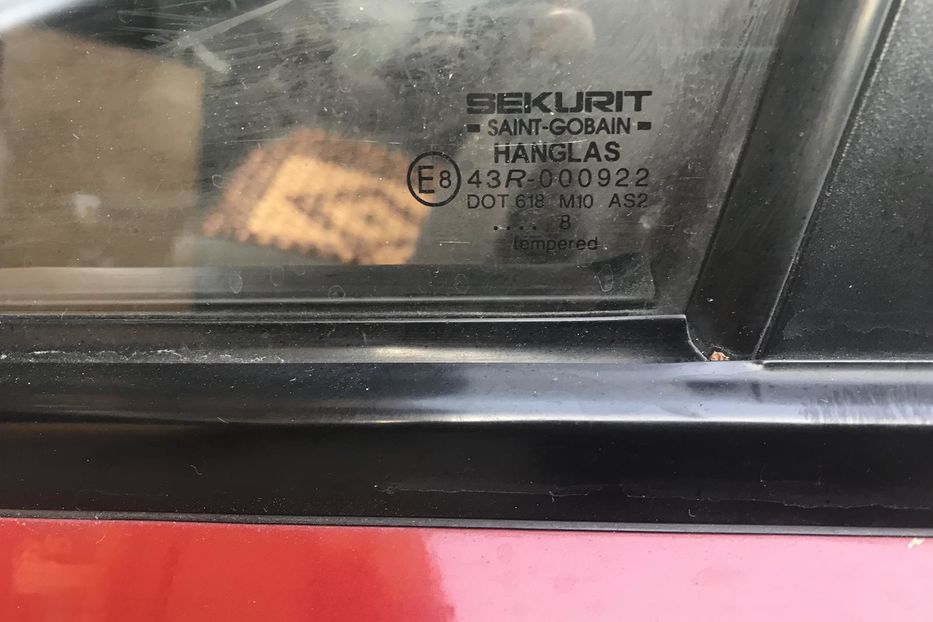 SEKURIT
SAINT-GOBAIN
HANGLAS
E8 43R-000922
DOT 618 M10 AS2
.... 8
Tempered